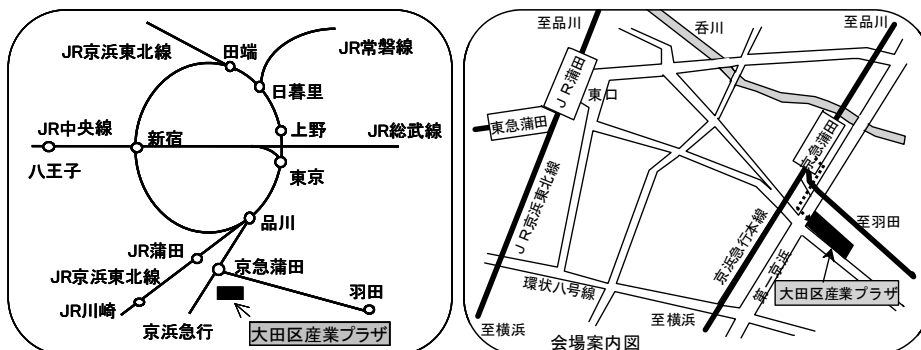 JR京浜東北線
田端
JR常磐線
日暮里
JR中央線
新宿
上野
JR総武線
八王子
東京
品川
JR蒲田
JR京浜東北線
京急蒲田
羽田
JR川崎
京浜急行
大田区産業プラザ
至品川
呑川
至品川
JR蒲田
東口
東急蒲田
京急蒲田
JR京浜東北線
京浜急行本線
至羽田
第一京浜
環状八号線
大田区産業プラザ
至横浜
至横浜
会場案内図